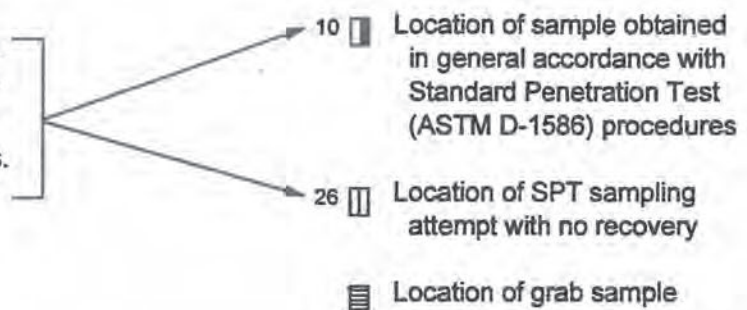 10 Location of sample obtained
in general accordance with
Standard Penetration Test
(ASTM D-1586) procedures
26 Location of SPT sampling
attempt with no recovery
Location of grab sample